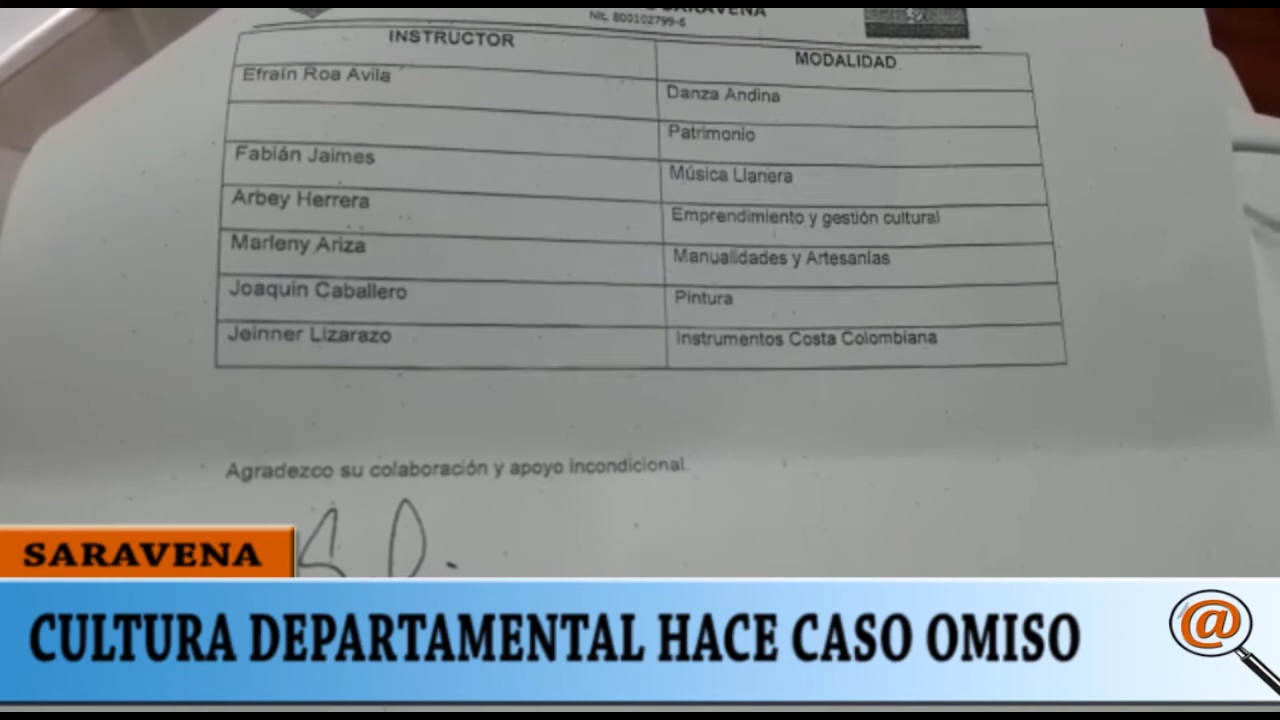 SARAVENA
Nit. 800102799-6
INSTRUCTOR MODALIDAD
Efraín Roa Avila Danza Andina
Patrimonio
Fabián Jaimes Música Llanera
Arbey Herrera Emprendimiento y gestión cultural
Marleny Ariza Manualidades y Artesanías
Joaquín Caballero Pintura
Jeinner Lizarazo Instrumentos Costa Colombiana
Agradezco su colaboración y apoyo incondicional.
SARAVENA
CULTURA DEPARTAMENTAL HACE CASO OMISO
@